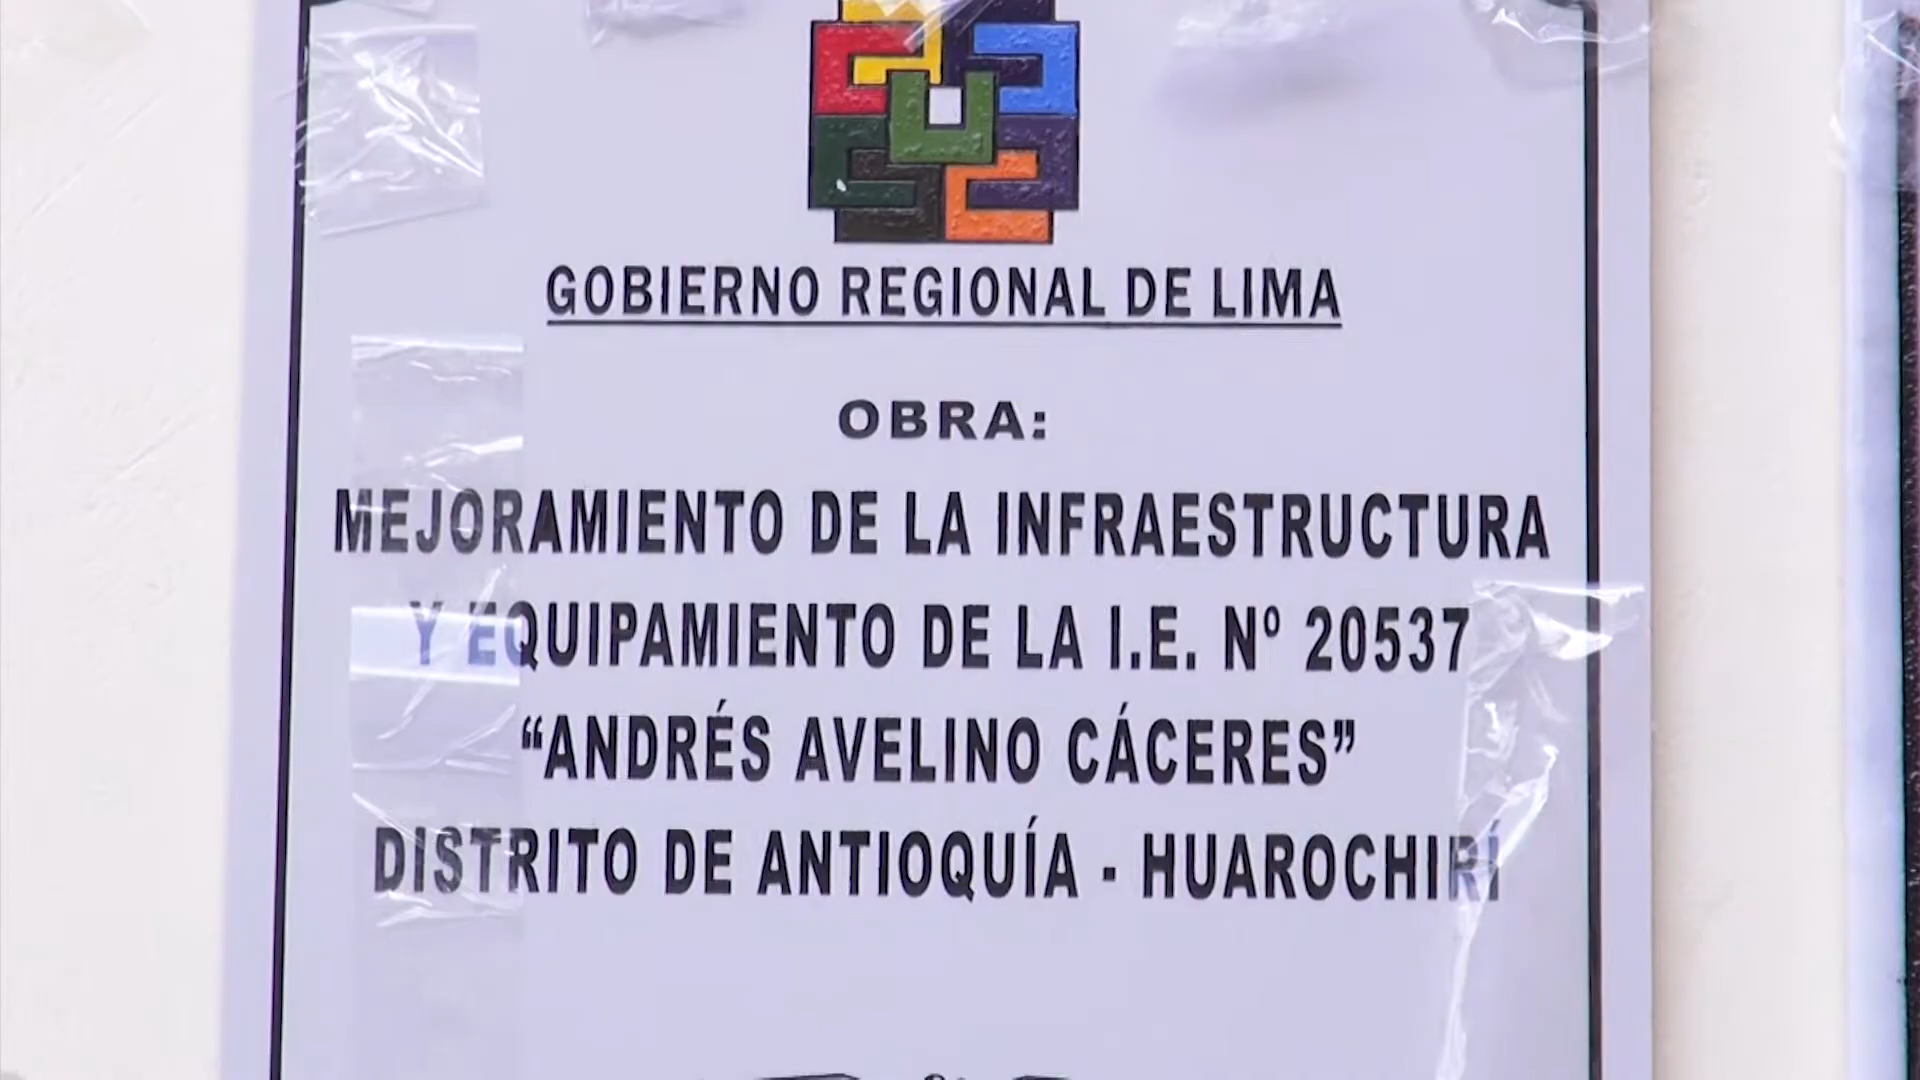 GOBIERNO REGIONAL DE LIMA
OBRA:
MEJORAMIENTO DE LA INFRAESTRUCTURA
Y EQUIPAMIENTO DE LA I.E. Nº 20537
“ANDRÉS AVELINO CÁCERES”
DISTRITO DE ANTIOQUÍA - HUAROCHIRÍ